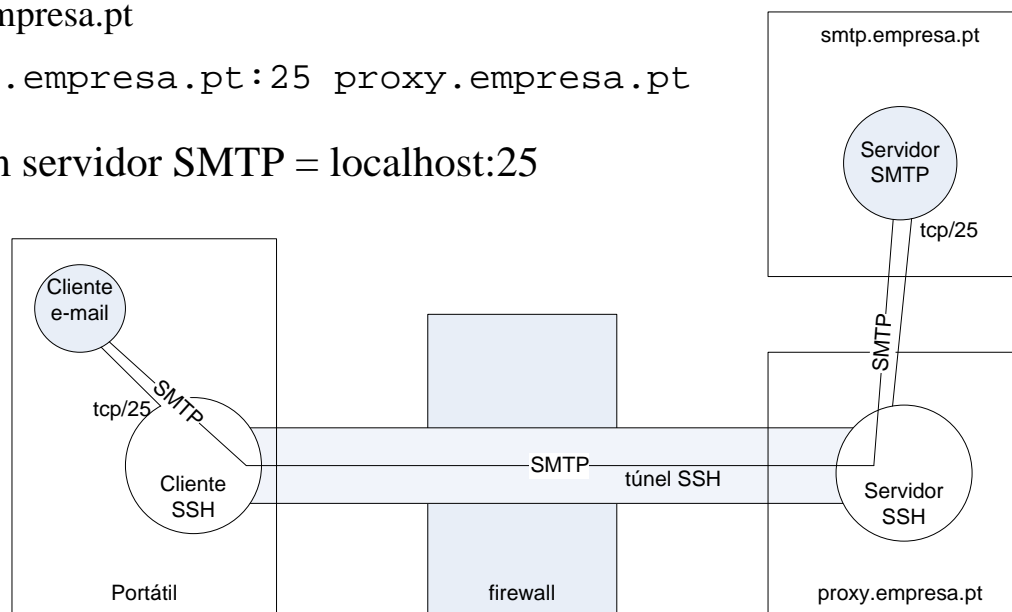 mpresa.pt
.empresa.pt:25 proxy.empresa.pt
n servidor SMTP = localhost:25
smtp.empresa.pt
Servidor
SMTP
tcp/25
Cliente
e-mail
SMTP
tcp/25
SMTP
SMTP
túnel SSH
Cliente
SSH
Servidor
SSH
Portátil
firewall
proxy.empresa.pt